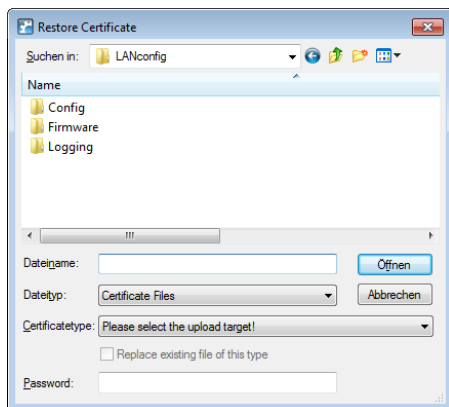 Restore Certificate
Suchen in: LANconfig
Name
Config
Firmware
Logging
Dateiname: Öffnen
Dateityp: Certificate Files Abbrechen
Certificatetype: Please select the upload target!
Replace existing file of this type
Password: